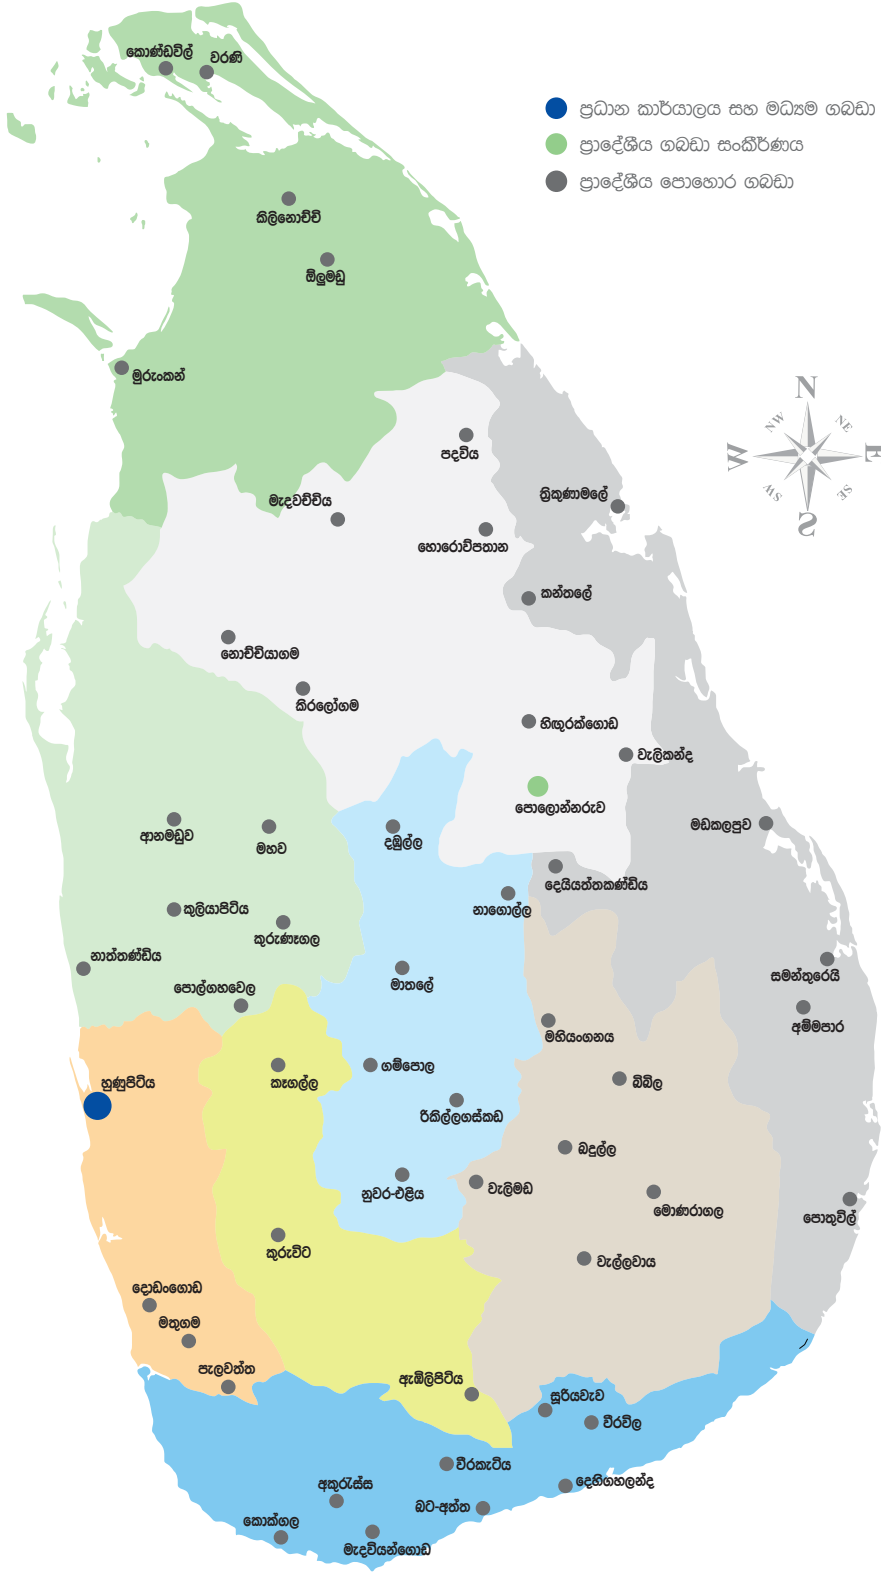 කොණ්ඩවිල්
වරණි
ප්‍රධාන කාර්යාලය සහ මධ්‍යම ගබඩා
ප්‍රාදේශීය ගබඩා සංකීර්ණය
ප්‍රාදේශීය පොහොර ගබඩා
කිලිනොච්චි
ඕලුමඩු
මුරුංකන්
N
NW
NE
W
E
SW
SE
S
පදවිය
මැදවච්චිය
ත්‍රිකුණාමලේ
හොරොව්පතාන
කන්තලේ
නොච්චියාගම
කිරලෝගම
හිඟුරක්ගොඩ
වැලිකන්ද
පොලොන්නරුව
ආනමඩුව
මහව
දඹුල්ල
මඩකලපුව
දෙයියත්තකණ්ඩිය
නාගොල්ල
කුලියාපිටිය
කුරුණෑගල
නාත්තණ්ඩිය
පොල්ගහවෙල
මාතලේ
සමන්තුරෙයි
අම්මපාර
මහියංගනය
හුණුපිටිය
කෑගල්ල
ගම්පොල
බිබිල
රිකිල්ලගස්කඩ
බදුල්ල
නුවර-එළිය
වැලිමඩ
මොණරාගල
පොතුවිල්
කුරුවිට
වැල්ලවාය
දොඩංගොඩ
මතුගම
පැලවත්ත
ඇඹිලිපිටිය
සූරියවැව
වීරවිල
වීරකැටිය
දෙහිගහලන්ද
අකුරැස්ස
බට-අත්ත
කොක්ගල
මැදවියන්ගොඩ